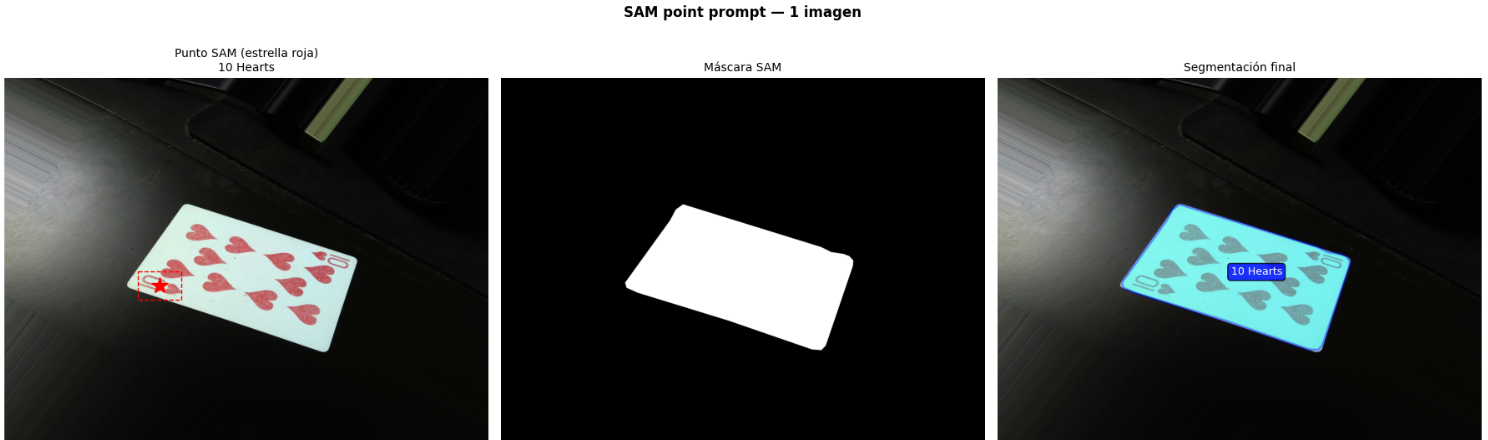 SAM point prompt — 1 imagen
Punto SAM (estrella roja)
10 Hearts
Máscara SAM
Segmentación final
10
10
10 Hearts
10
10